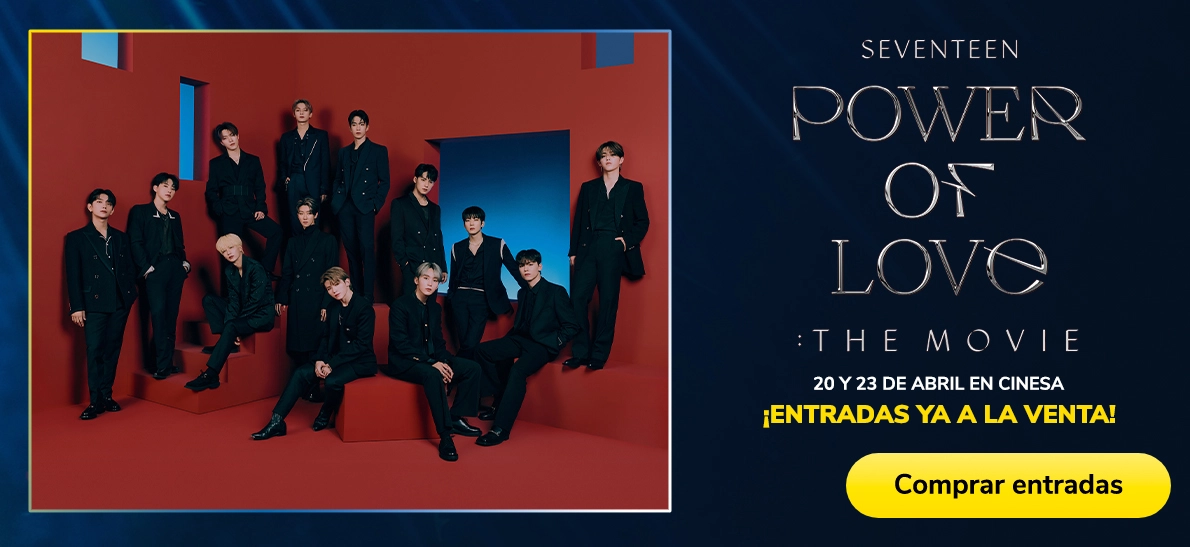 SEVENTEEN
POWER
OF
LOVE
:THE MOVIE
20 Y 23 DE ABRIL EN CINESA
¡ENTRADAS YA A LA VENTA!
Comprar entradas